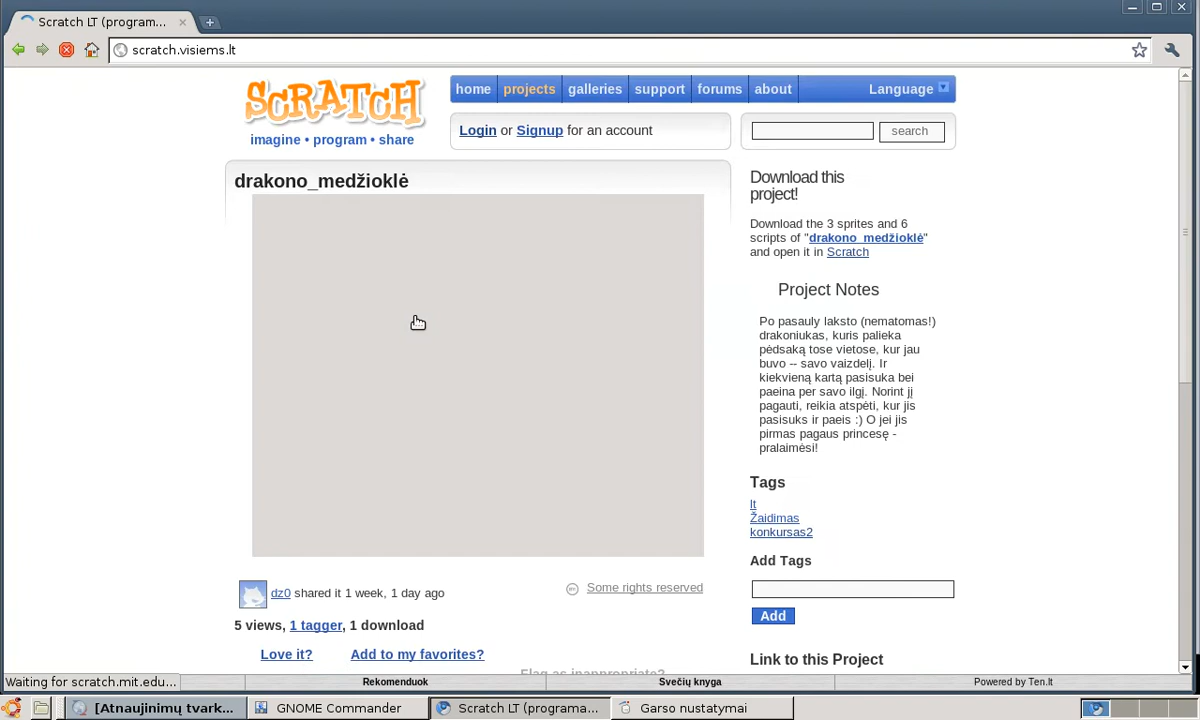 Scratch LT (program...
scratch.visiems.lt
SCRATCH
imagine • program • share
home projects galleries support forums about Language
Login or Signup for an account
search
drakono_medžioklė
Download this
project!
Download the 3 sprites and 6
scripts of "drakono_medžioklė"
and open it in Scratch
Project Notes
Po pasauly laksto (nematomas!)
drakoniukas, kuris palieka
pėdsaką tose vietose, kur jau
buvo -- savo vaizdelį. Ir
kiekvieną kartą pasisuka bei
paeina per savo ilgį. Norint jį
pagauti, reikia atspėti, kur jis
pasisuks ir paeis :) O jei jis
pirmas pagaus princesę -
pralaimėsi!
Tags
lt
Žaidimas
konkursas2
Add Tags
Add
Link to this Project
dz0 shared it 1 week, 1 day ago
Some rights reserved
5 views, 1 tagger, 1 download
Love it? Add to my favorites?
Flag as inappropriate?
Waiting for scratch.mit.edu...
Rekomenduok
Svečių knyga
Powered by Ten.lt
[Atnaujinimų tvark...
GNOME Commander
Scratch LT (programa...
Garso nustatymai